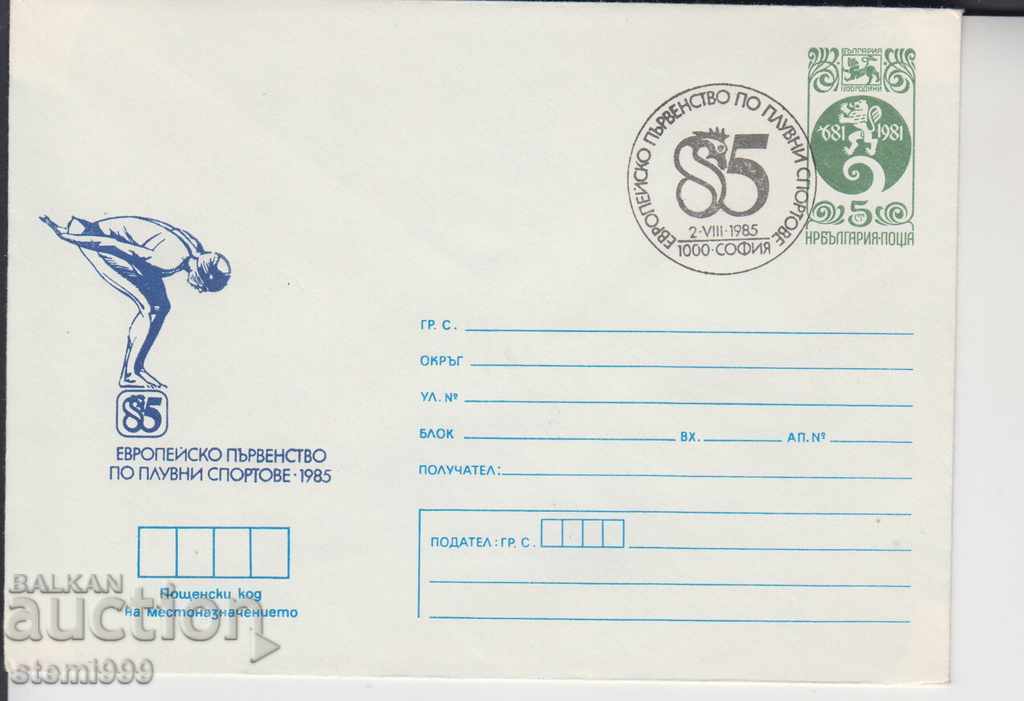 БЪЛГАРИЯ
1300 ГОДИНИ
681 1981
5
СТ
НР БЪЛГАРИЯ·ПОЩА
ЕВРОПЕЙСКО ПЪРВЕНСТВО ПО ПЛУВНИ СПОРТОВЕ
85
2·VIII·1985
1000·СОФИЯ
85
ЕВРОПЕЙСКО ПЪРВЕНСТВО
ПО ПЛУВНИ СПОРТОВЕ·1985
ГР. С.
ОКРЪГ
УЛ. №
БЛОК ВХ. АП. №
ПОЛУЧАТЕЛ:
ПОДАТЕЛ: ГР. С.
Пощенски код
на местоназначението
BALKAN
auction
stemi999